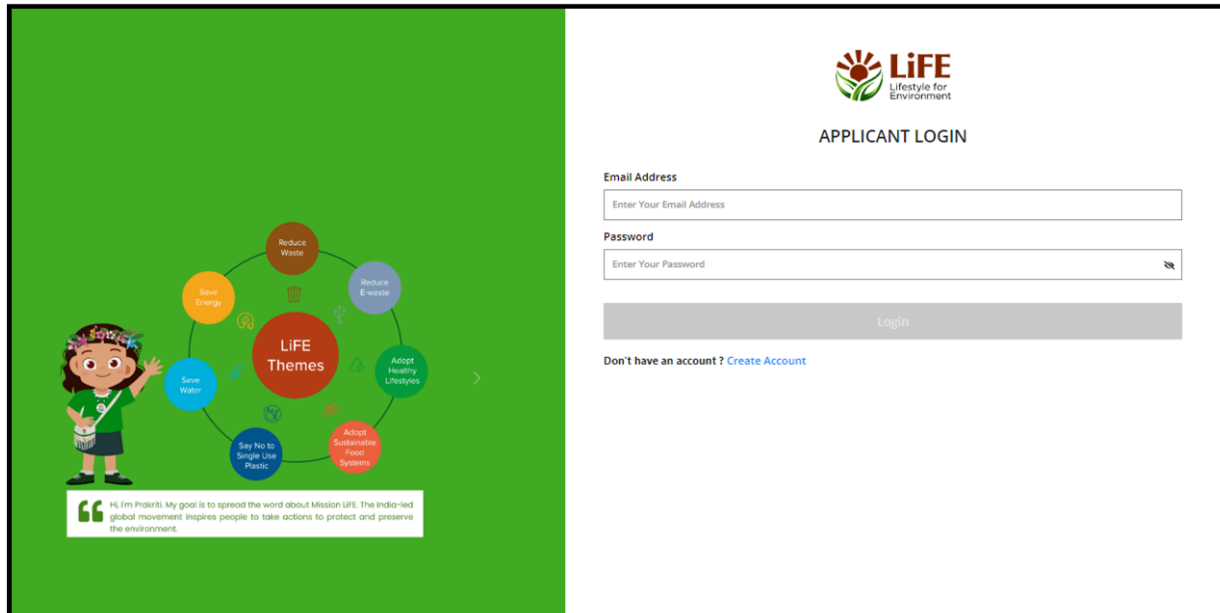 Reduce
Waste
Reduce
E-waste
Save
Energy
LiFE
Themes
Adopt
Healthy
Lifestyles
Save
Water
Adopt
Sustainable
Food
Systems
Say No to
Single Use
Plastic
Hi, I'm Prakriti. My goal is to spread the word about Mission LiFE. The India-led
global movement inspires people to take actions to protect and preserve
the environment.
LiFE
Lifestyle for
Environment
APPLICANT LOGIN
Email Address
Enter Your Email Address
Password
Enter Your Password
Login
Don't have an account ? Create Account